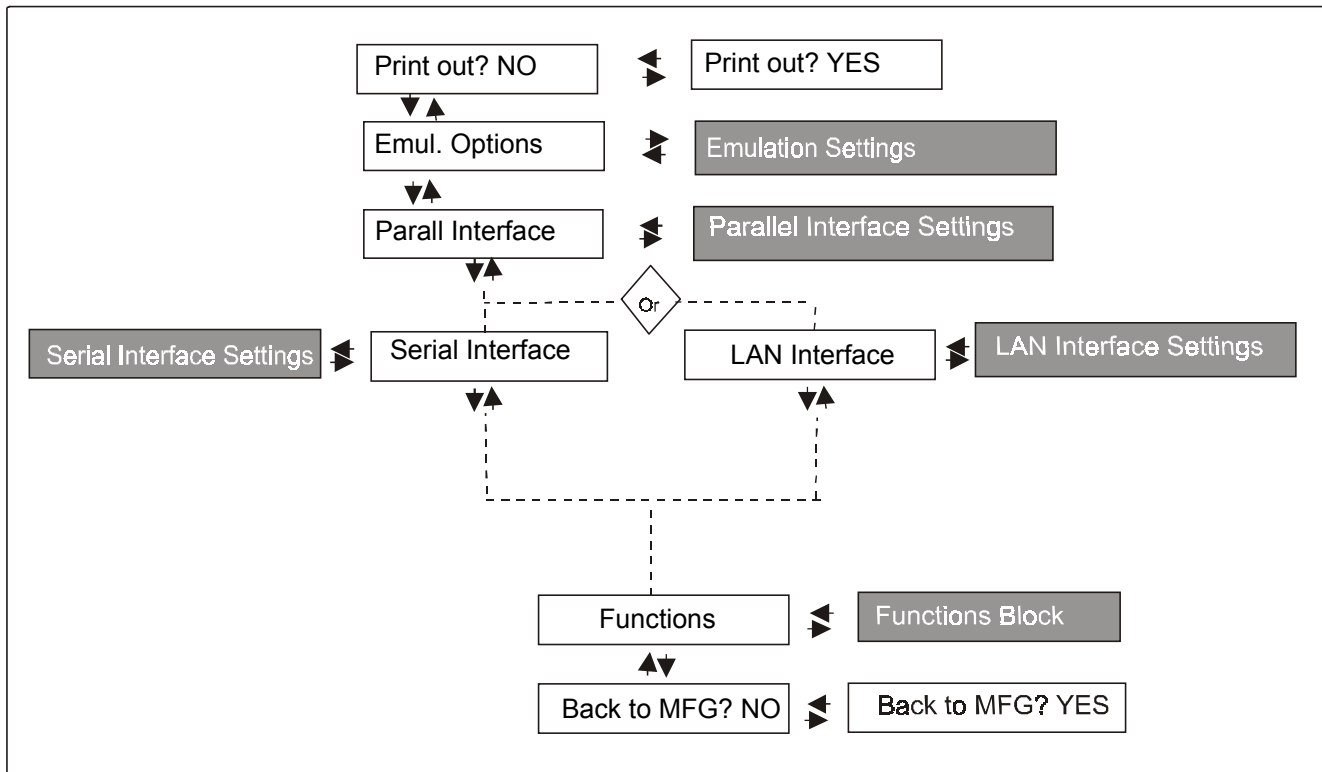 Print out? NO
Print out? YES
Emul. Options
Emulation Settings
Parall Interface
Parallel Interface Settings
Or
Serial Interface Settings
Serial Interface
LAN Interface
LAN Interface Settings
Functions
Functions Block
Back to MFG? NO
Back to MFG? YES